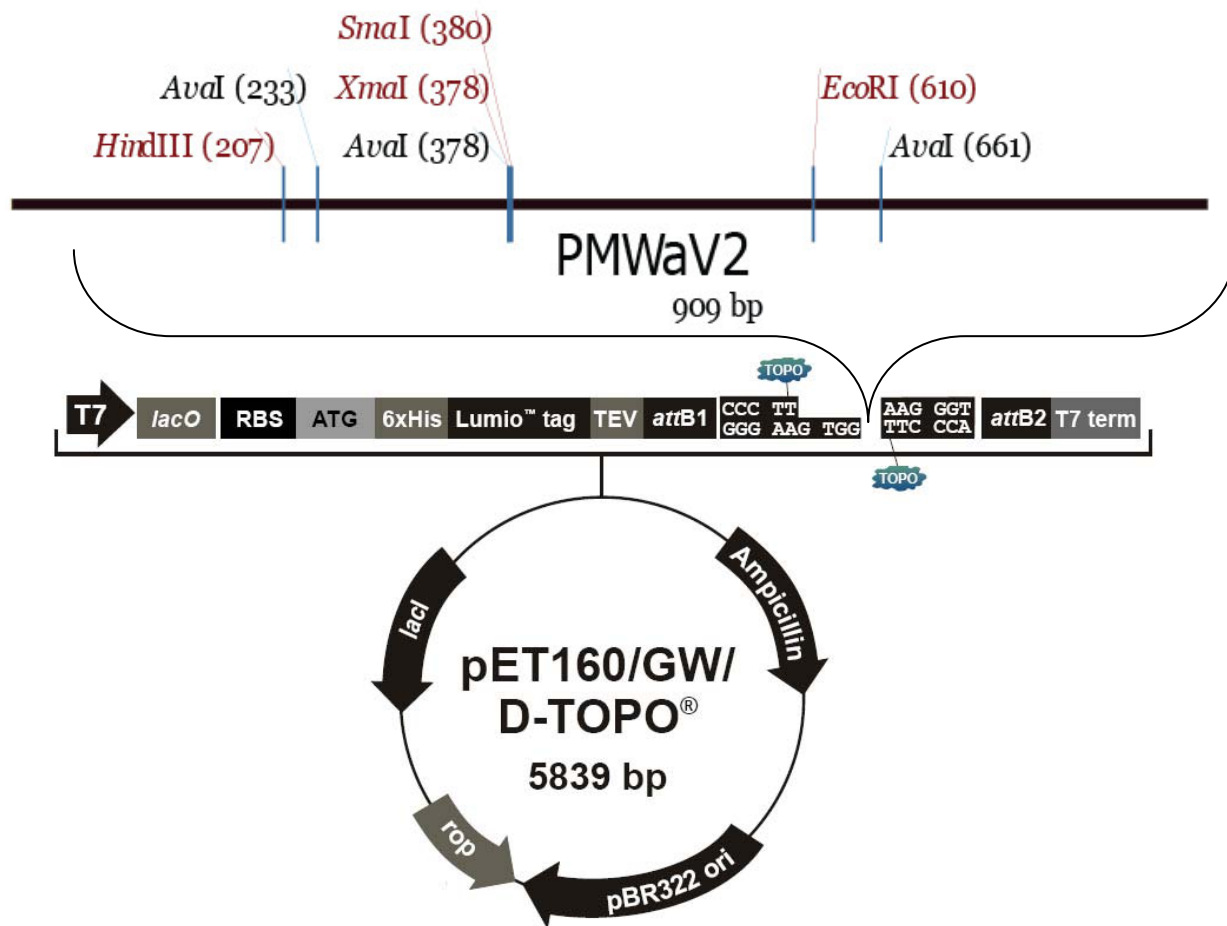 SmaI (380)
AvaI (233) XmaI (378) EcoRI (610)
HindIII (207) AvaI (378) AvaI (661)
PMWaV2
909 bp
TOPO
T7 lacO RBS ATG 6xHis Lumio™ tag TEV attB1 CCC TT AAG GGT attB2 T7 term
GGG AAG TGG TTC CCA
TOPO
lacI
Ampicillin
pET160/GW/
D-TOPO®
5839 bp
rop
pBR322 ori